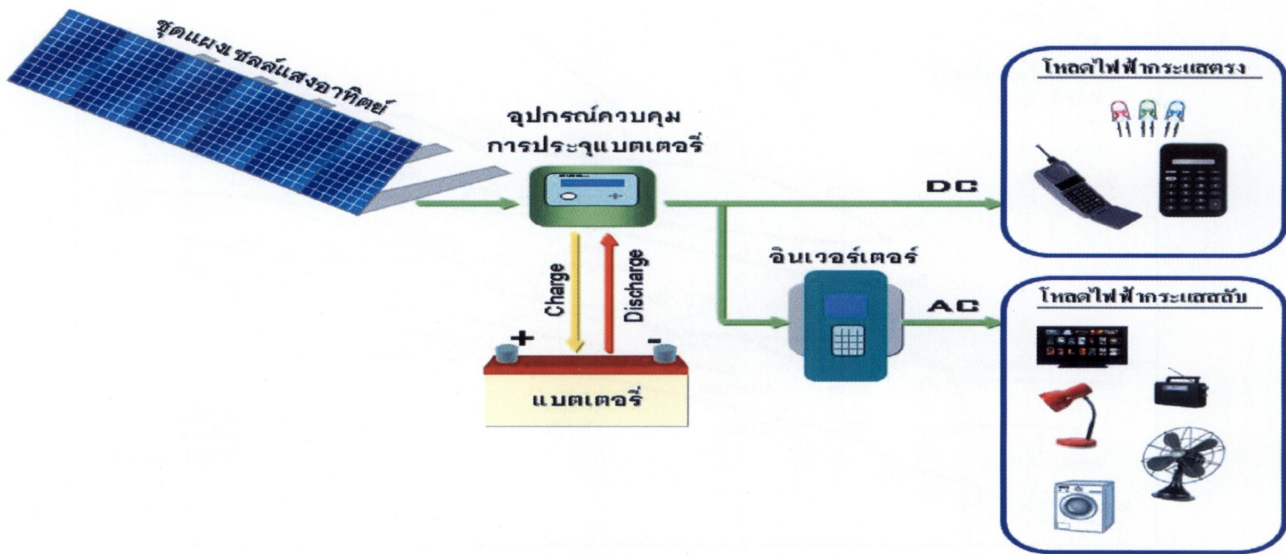 ชุดแผงเซลล์แสงอาทิตย์
อุปกรณ์ควบคุม
การประจุแบตเตอรี่
Charge
Discharge
+
-
แบตเตอรี่
DC
อินเวอร์เตอร์
AC
โหลดไฟฟ้ากระแสตรง
โหลดไฟฟ้ากระแสสลับ